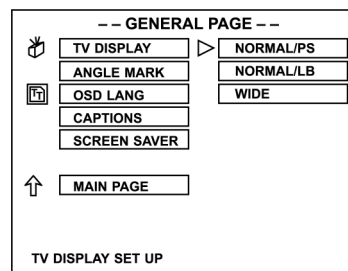 -- GENERAL PAGE --
TV DISPLAY
NORMAL/PS
ANGLE MARK
NORMAL/LB
OSD LANG
WIDE
CAPTIONS
SCREEN SAVER
MAIN PAGE
TV DISPLAY SET UP